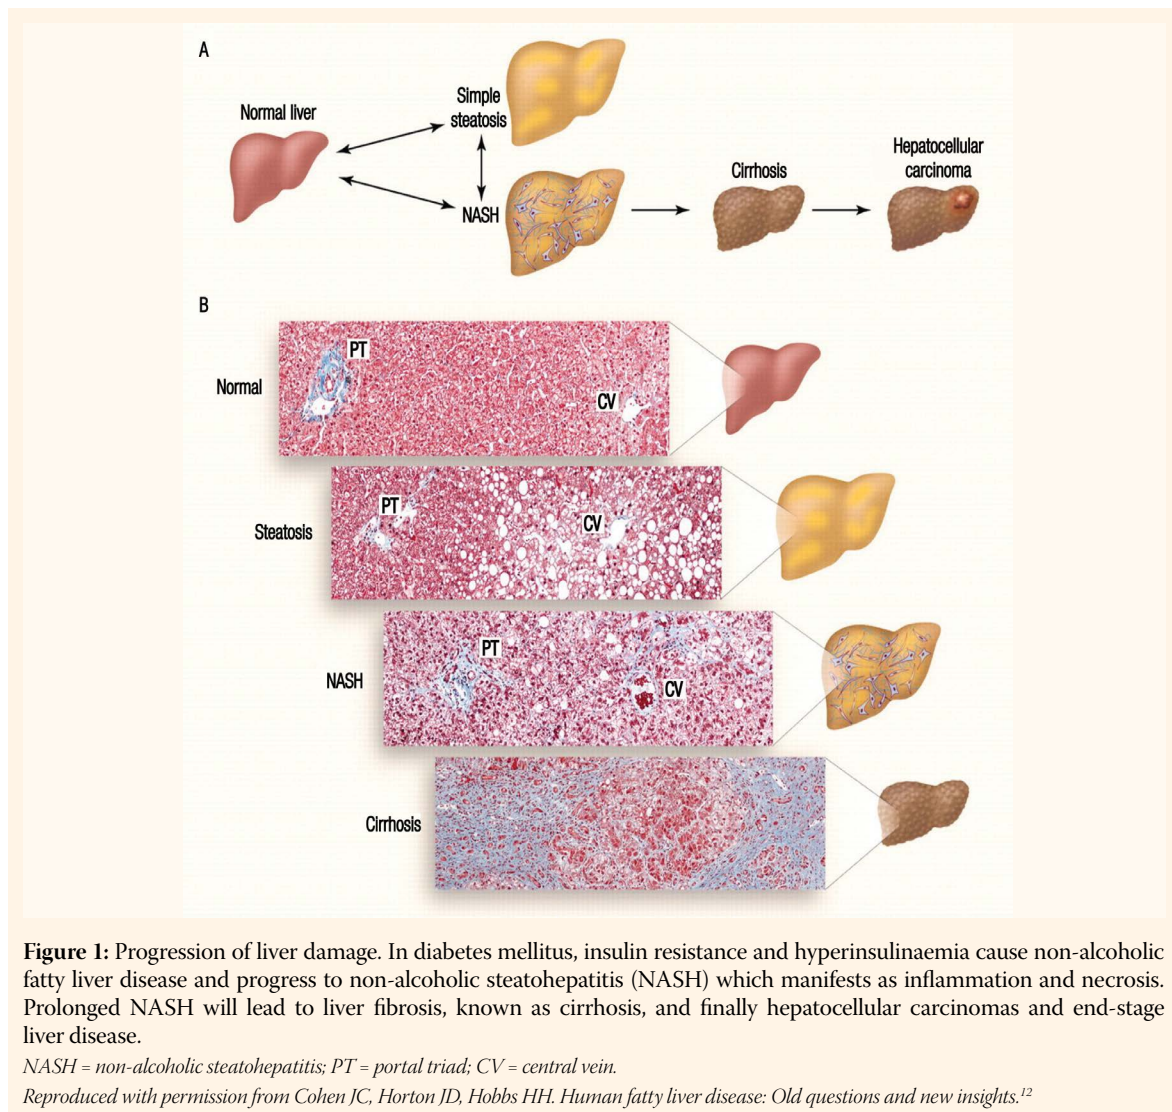 A
Normal liver
Simple
steatosis
NASH
Cirrhosis
Hepatocellular
carcinoma
B
Normal
PT
CV
Steatosis
PT
CV
NASH
PT
CV
Cirrhosis
Figure 1: Progression of liver damage. In diabetes mellitus, insulin resistance and hyperinsulinaemia cause non-alcoholic
fatty liver disease and progress to non-alcoholic steatohepatitis (NASH) which manifests as inflammation and necrosis.
Prolonged NASH will lead to liver fibrosis, known as cirrhosis, and finally hepatocellular carcinomas and end-stage
liver disease.
NASH = non-alcoholic steatohepatitis; PT = portal triad; CV = central vein.
Reproduced with permission from Cohen JC, Horton JD, Hobbs HH. Human fatty liver disease: Old questions and new insights.12